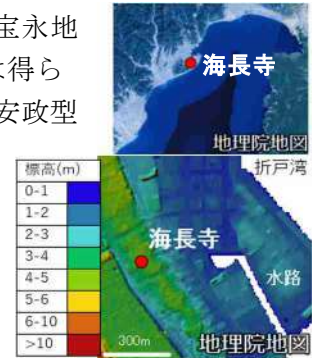 宝永地
は得ら
安政型
海長寺
地理院地図
標高(m)
0-1
1-2
2-3
3-4
4-5
5-6
6-10
>10
折戸湾
海長寺
水路
300m
地理院地図